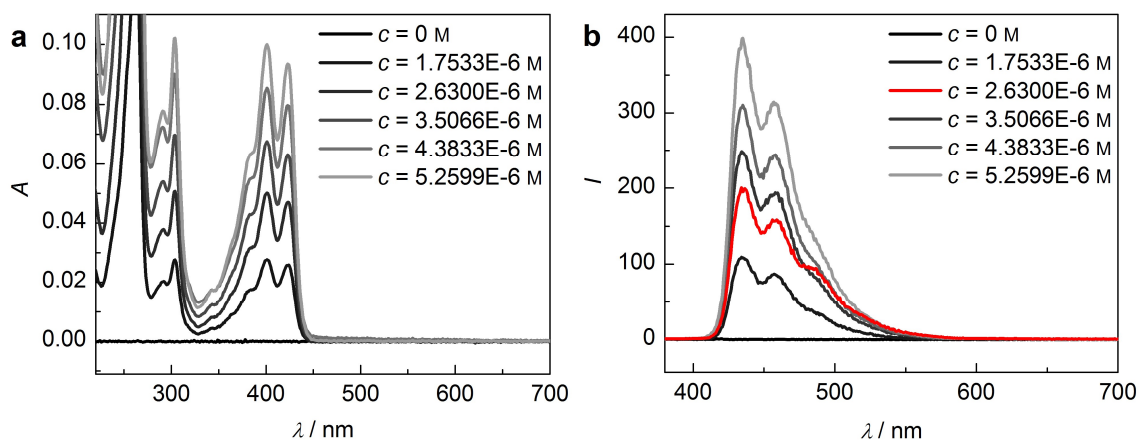 a
c = 0 M
c = 1.7533E-6 M
c = 2.6300E-6 M
c = 3.5066E-6 M
c = 4.3833E-6 M
c = 5.2599E-6 M
0.10
0.08
0.06
0.04
0.02
0.00
A
300
400
500
600
700
λ / nm
b
c = 0 M
c = 1.7533E-6 M
c = 2.6300E-6 M
c = 3.5066E-6 M
c = 4.3833E-6 M
c = 5.2599E-6 M
400
300
200
100
0
I
400
500
600
700
λ / nm